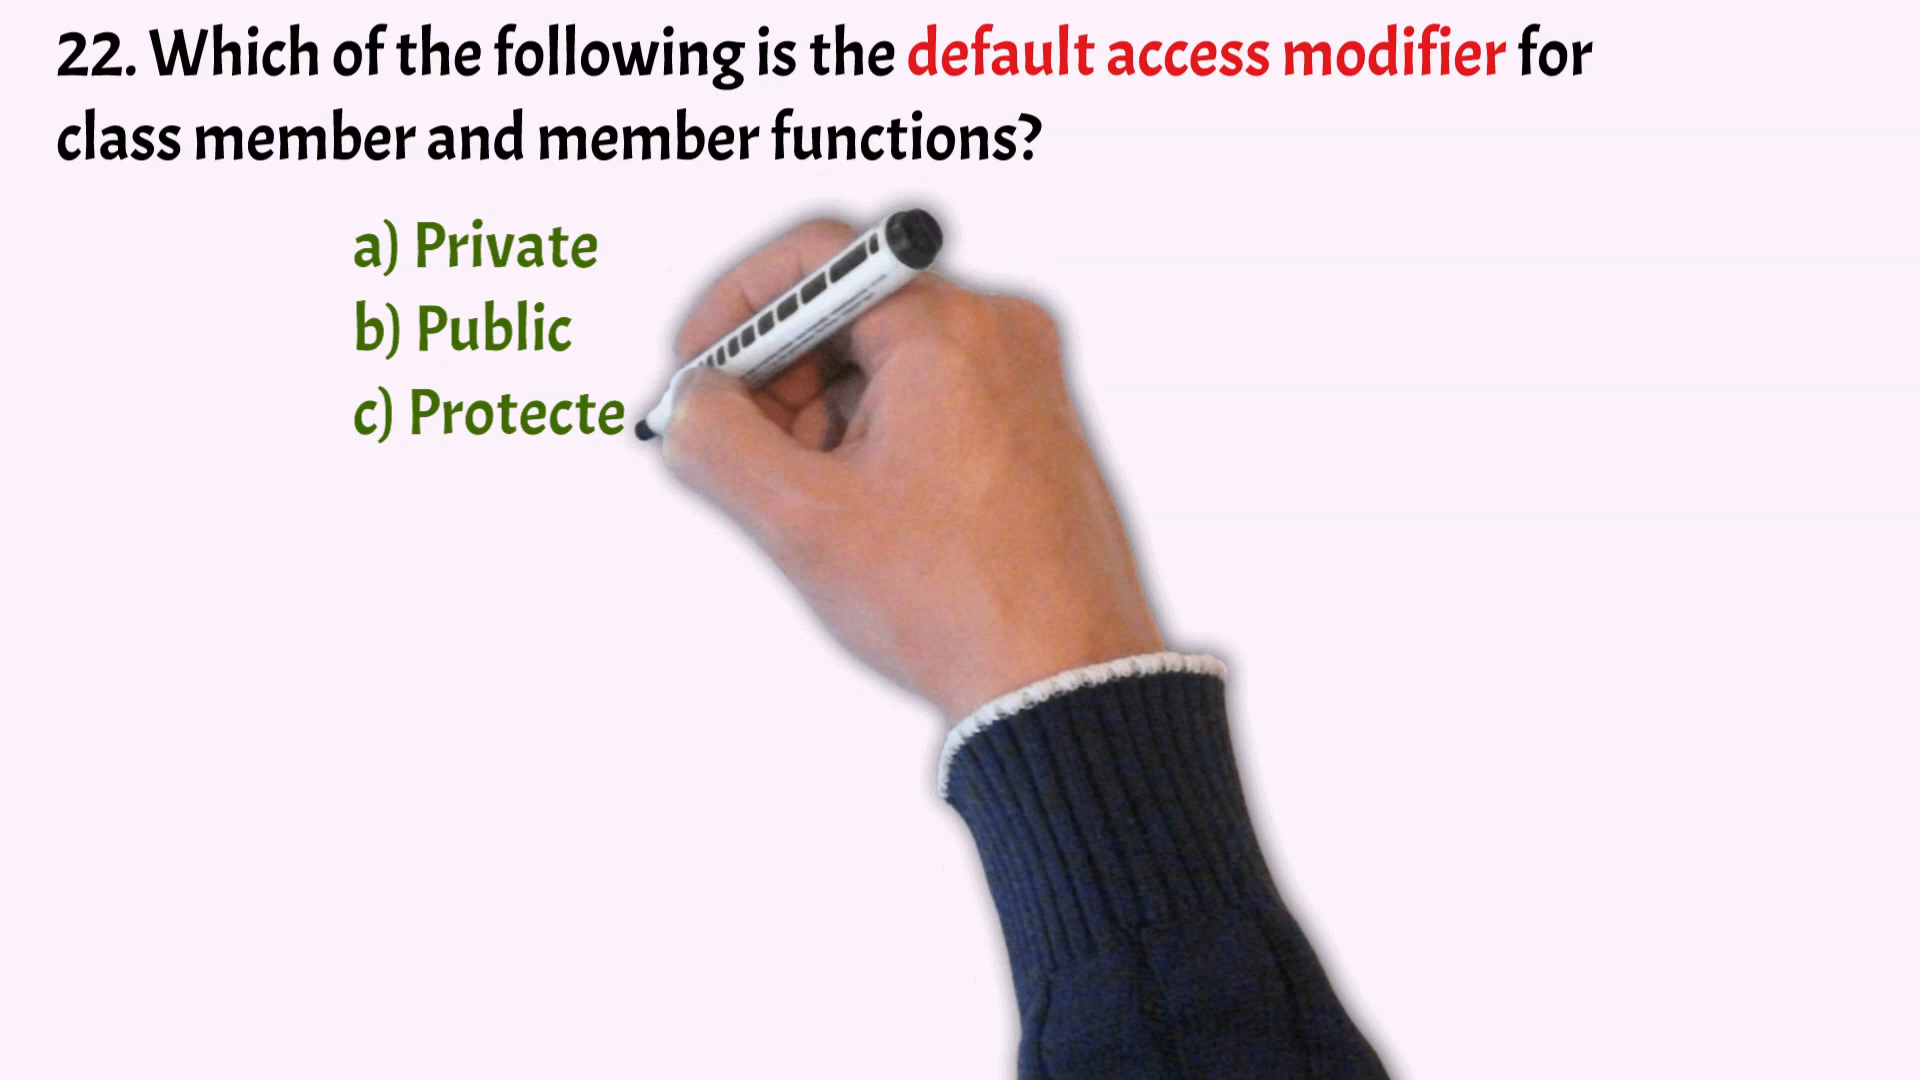 22. Which of the following is the default access modifier for
class member and member functions?
a) Private
b) Public
c) Protecte